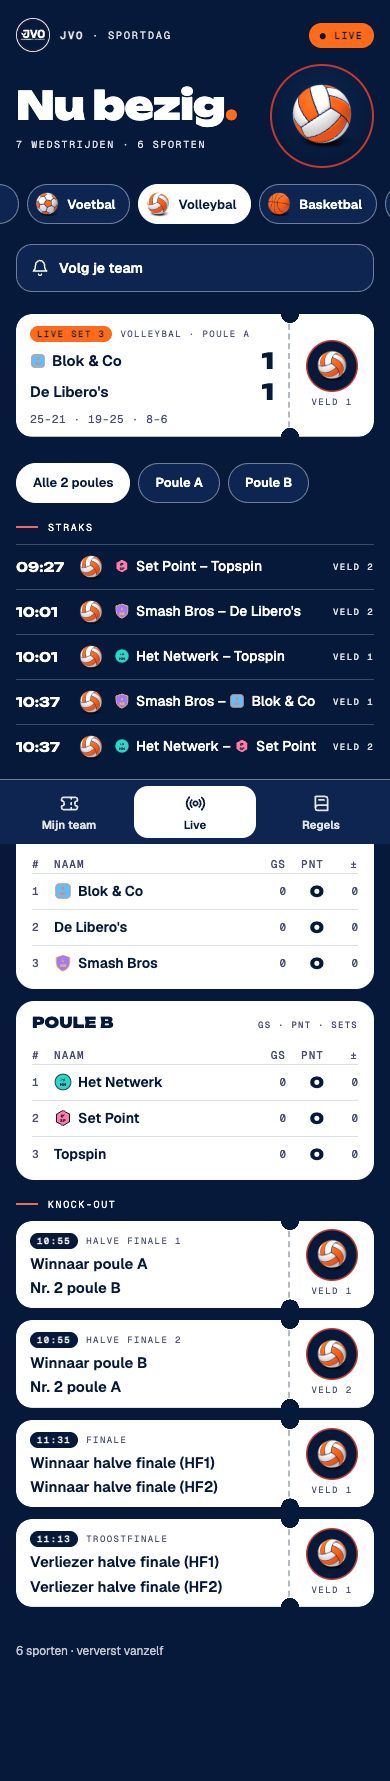 JVO JVO · SPORTDAG
● LIVE
Nu bezig.
7 WEDSTRIJDEN · 6 SPORTEN
Voetbal
Volleybal
Basketbal
Volg je team
LIVE SET 3 VOLLEYBAL · POULE A
Blok & Co 1
De Libero's 1
25–21 · 19–25 · 8–6
VELD 1
Alle 2 poules
Poule A
Poule B
STRAKS
09:27 Set Point – Topspin VELD 2
10:01 Smash Bros – De Libero's VELD 2
10:01 Het Netwerk – Topspin VELD 1
10:37 Smash Bros – Blok & Co VELD 1
10:37 Het Netwerk – Set Point VELD 2
Mijn team
Live
Regels
# NAAM GS PNT ±
1 Blok & Co 0 0 0
2 De Libero's 0 0 0
3 Smash Bros 0 0 0
POULE B GS · PNT · SETS
# NAAM GS PNT ±
1 Het Netwerk 0 0 0
2 Set Point 0 0 0
3 Topspin 0 0 0
KNOCK-OUT
10:55 HALVE FINALE 1
Winnaar poule A
Nr. 2 poule B
VELD 1
10:55 HALVE FINALE 2
Winnaar poule B
Nr. 2 poule A
VELD 2
11:31 FINALE
Winnaar halve finale (HF1)
Winnaar halve finale (HF2)
VELD 1
11:13 TROOSTFINALE
Verliezer halve finale (HF1)
Verliezer halve finale (HF2)
VELD 1
6 sporten · ververst vanzelf